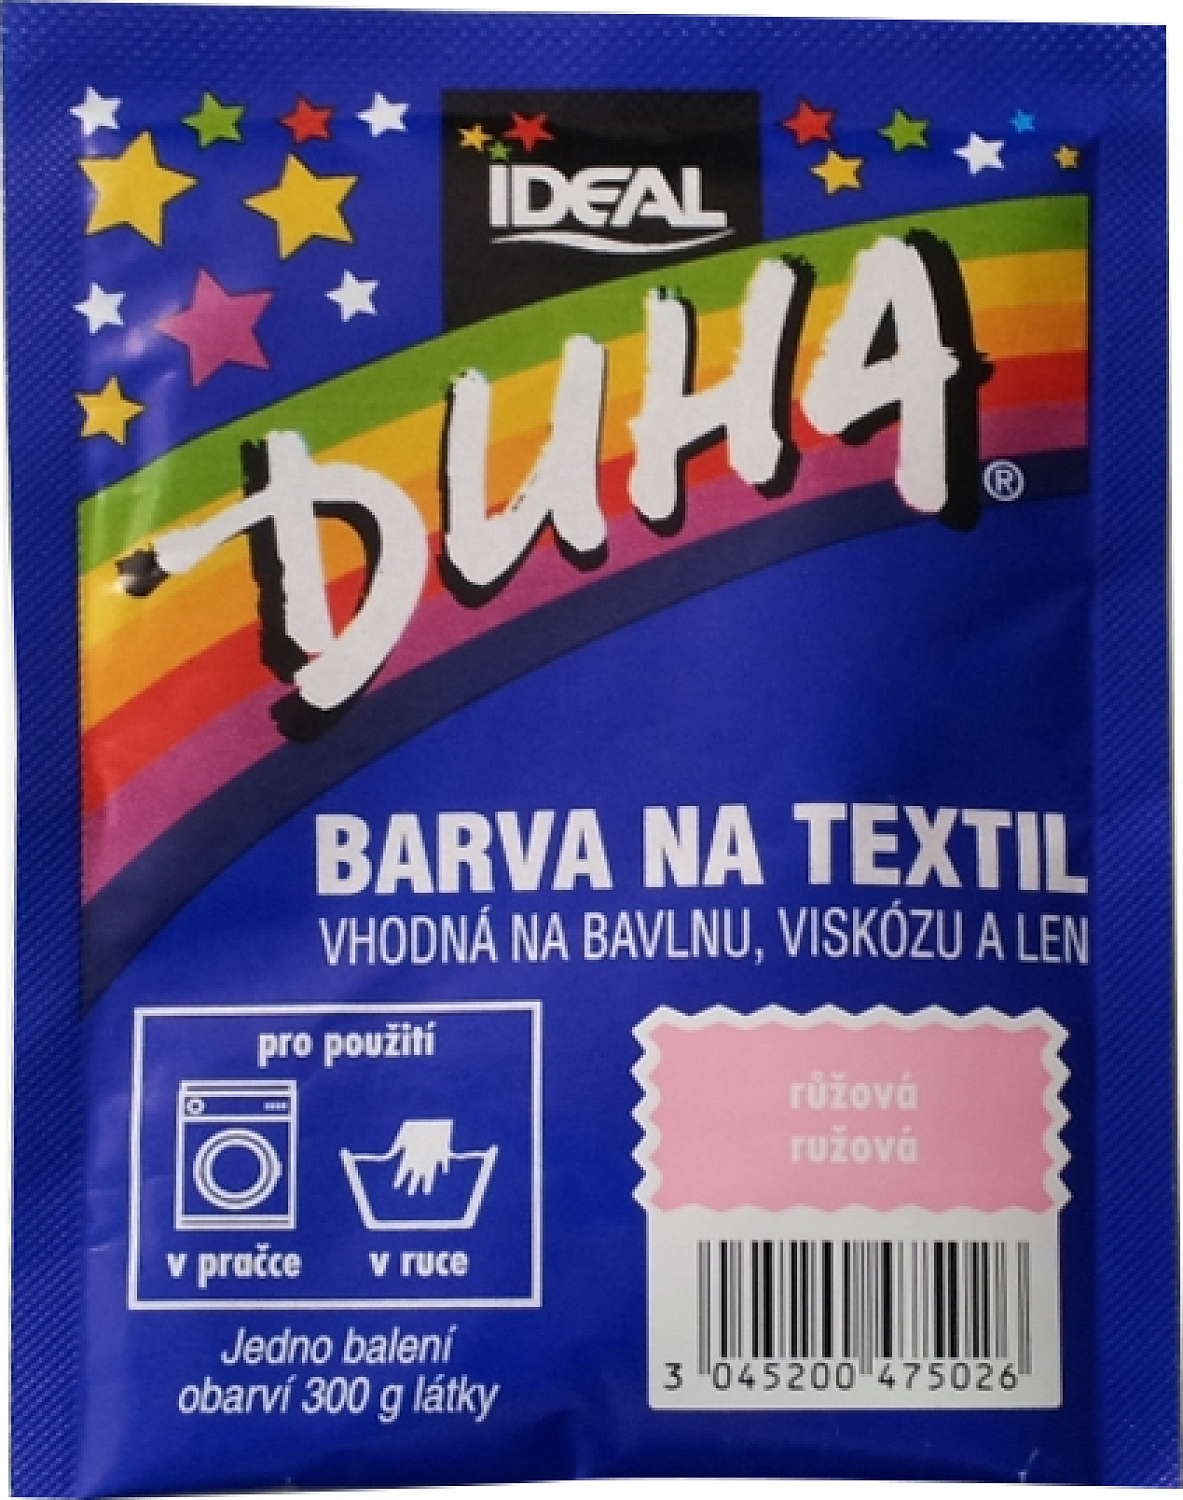 IDEAL
DUHA®
BARVA NA TEXTIL
VHODNÁ NA BAVLNU, VISKÓZU A LEN
pro použití
v pračce
v ruce
Jedno balení
obarví 300 g látky
růžová
ružová
3 045200 475026